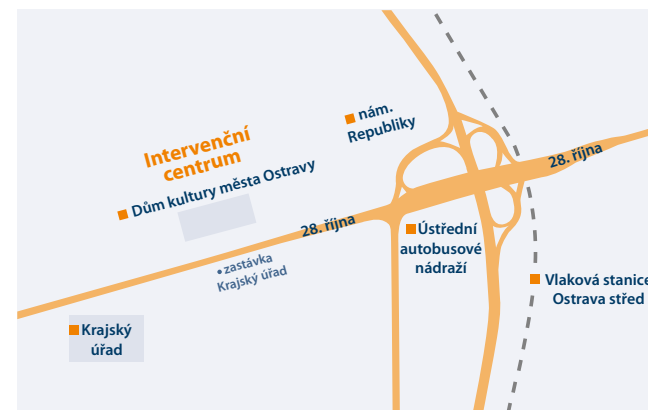 nám.
Republiky
Intervenční
centrum
Dům kultury města Ostravy
28. října
28. října
zastávka
Krajský úřad
Ústřední
autobusové
nádraží
Vlaková stanice
Ostrava střed
Krajský
úřad